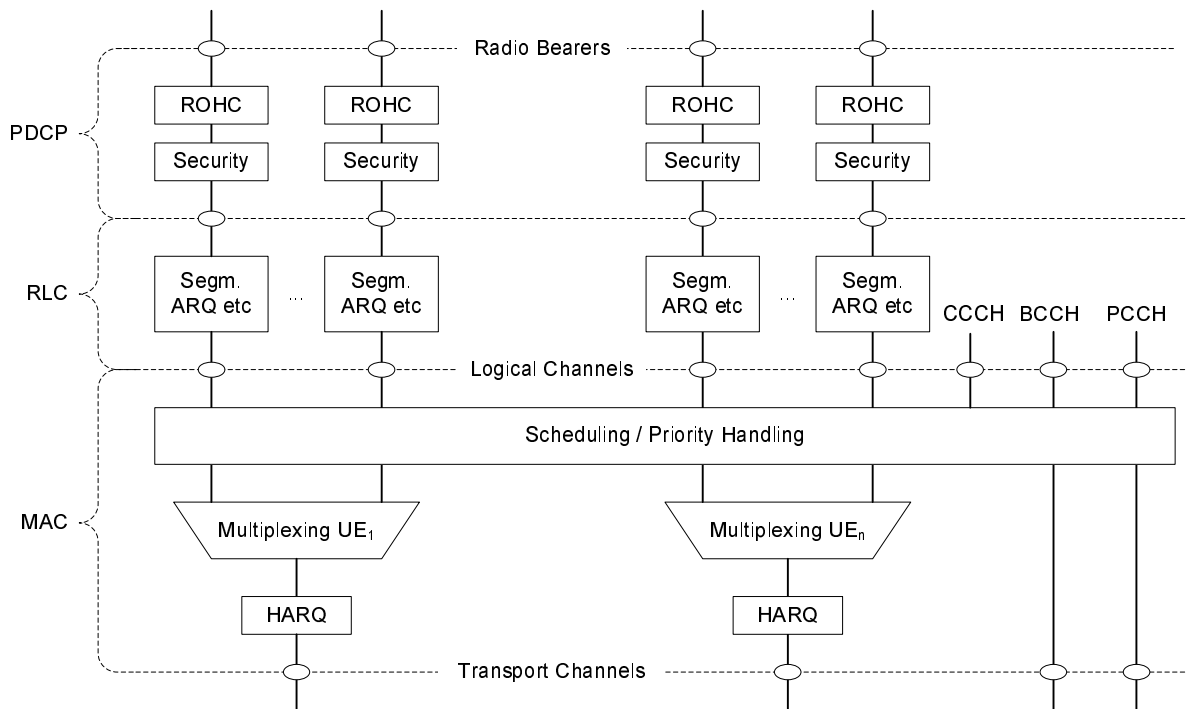 Radio Bearers
ROHC
ROHC
ROHC
ROHC
PDCP
Security
Security
Security
Security
RLC
Segm.
ARQ etc
...
Segm.
ARQ etc
Segm.
ARQ etc
...
Segm.
ARQ etc
CCCH
BCCH
PCCH
Logical Channels
Scheduling / Priority Handling
MAC
Multiplexing UE₁
Multiplexing UEₙ
HARQ
HARQ
Transport Channels